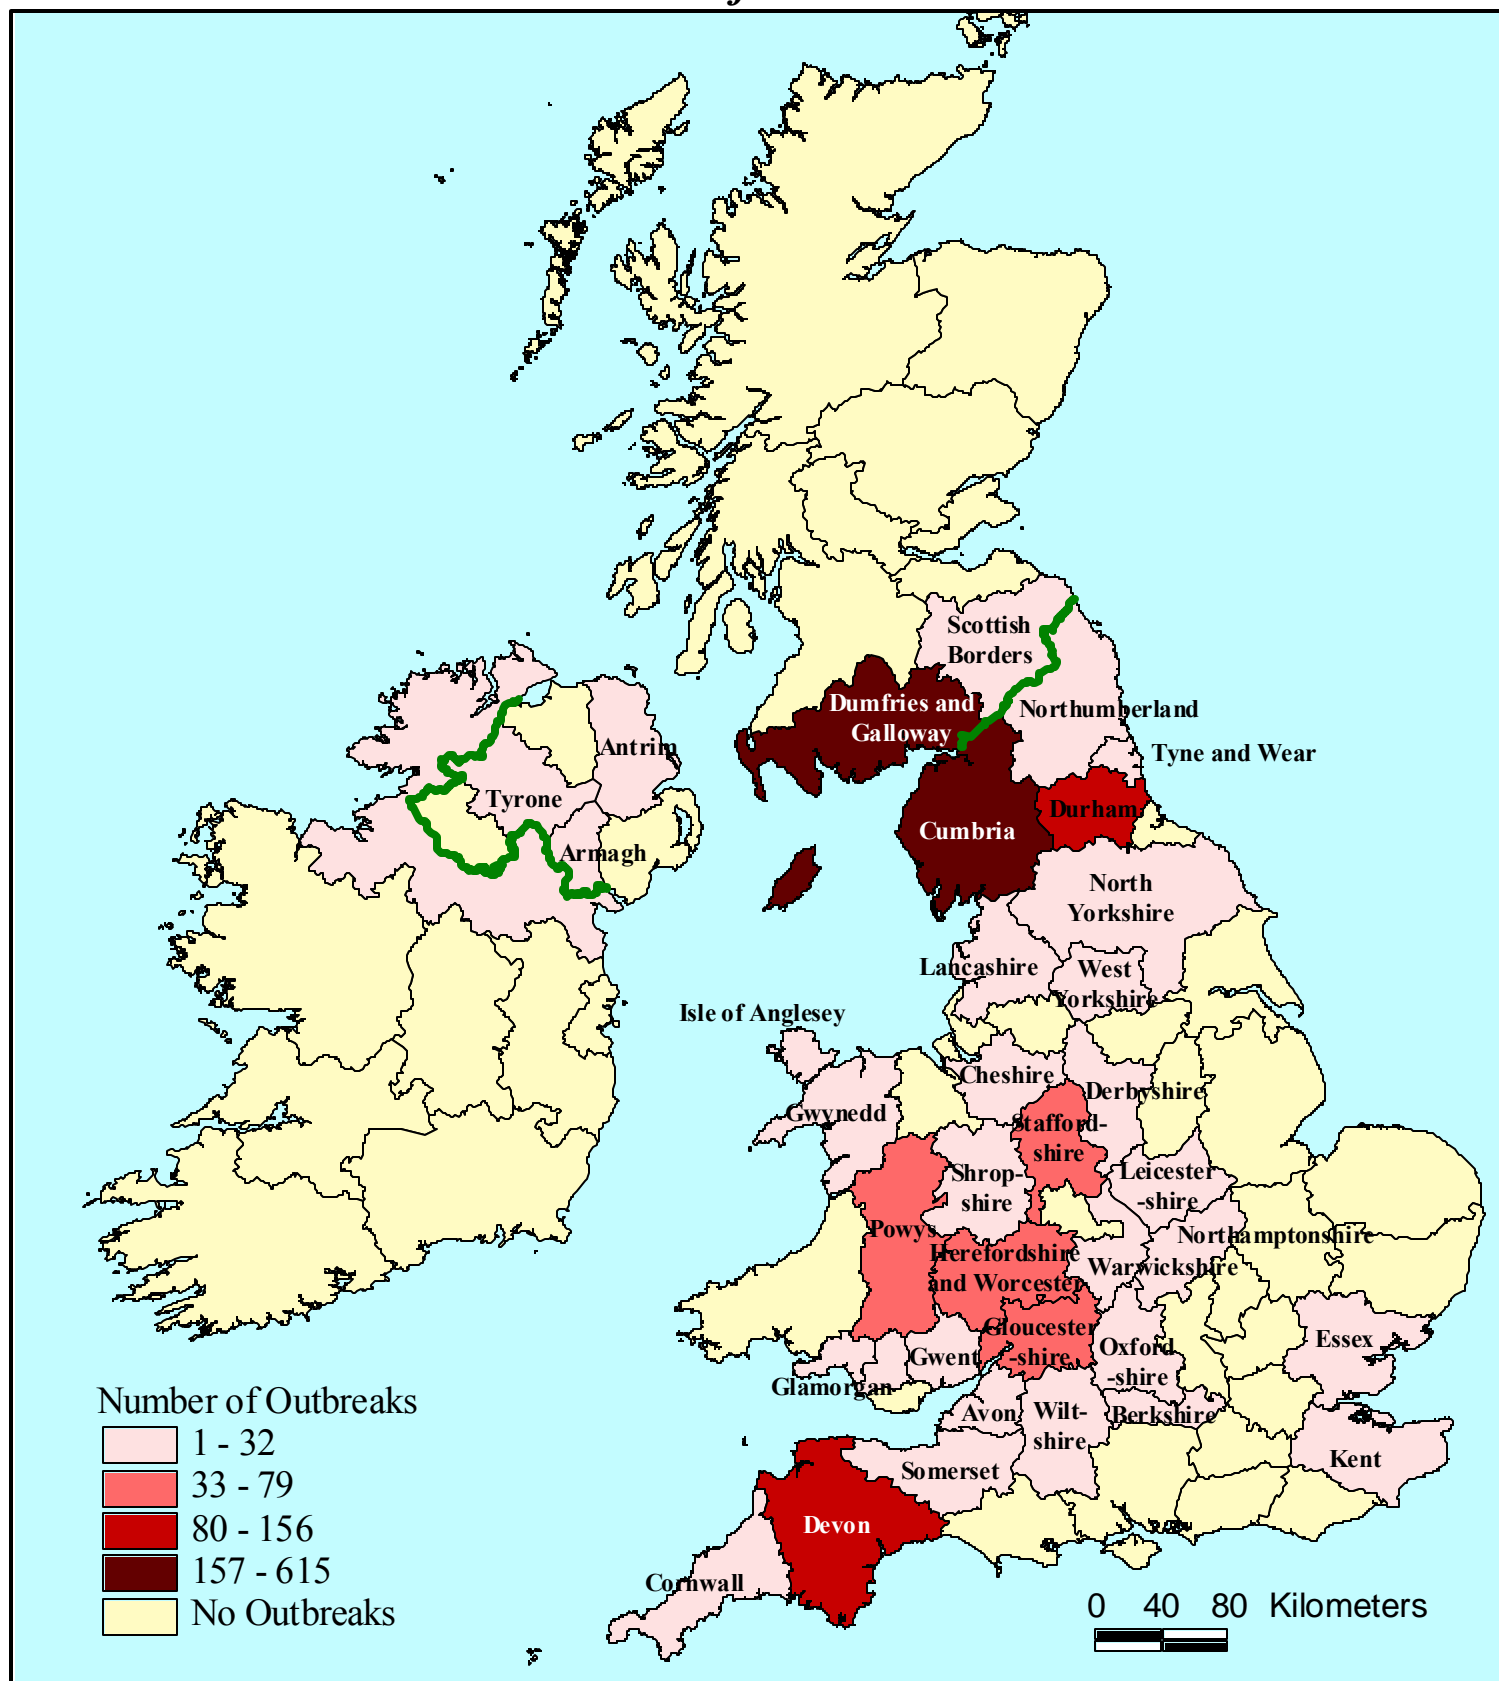 Scottish
Borders
Dumfries and
Galloway
Northumberland
Tyne and Wear
Antrim
Tyrone
Durham
Cumbria
Armagh
North
Yorkshire
Lancashire
West
Yorkshire
Isle of Anglesey
Cheshire
Derbyshire
Gwynedd
Stafford-
shire
Shrop-
shire
Leicester
-shire
Powys
Northamptonshire
Herefordshire
and Worcester
Warwickshire
Gloucester
-shire
Essex
Oxford
-shire
Gwent
Glamorgan
Avon
Wilt-
shire
Berkshire
Kent
Somerset
Devon
Cornwall
Number of Outbreaks
1 - 32
33 - 79
80 - 156
157 - 615
No Outbreaks
0 40 80 Kilometers